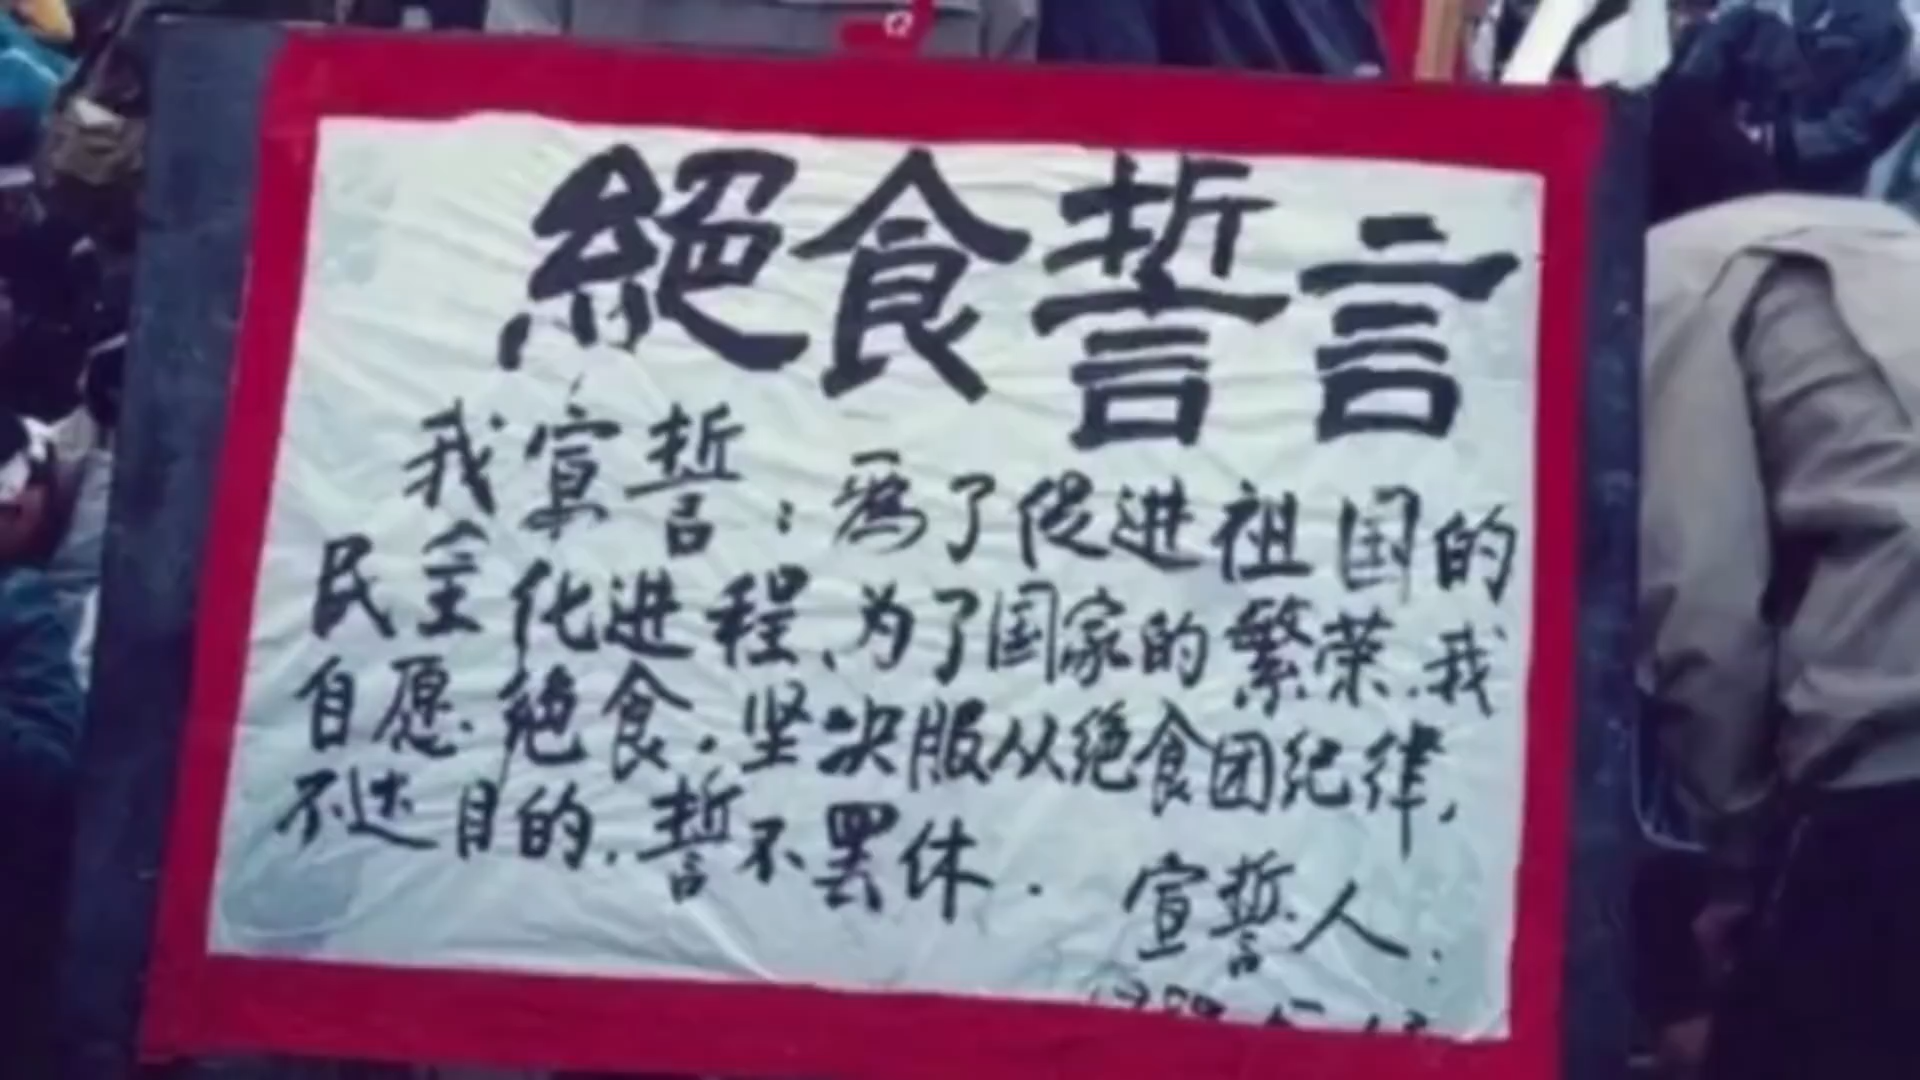 絕食誓言
我宣誓：為了促进祖国的
民主化进程、为了国家的繁荣、我
自愿绝食。坚决服从绝食团纪律，
不达目的，誓不罢休．
宣誓人：